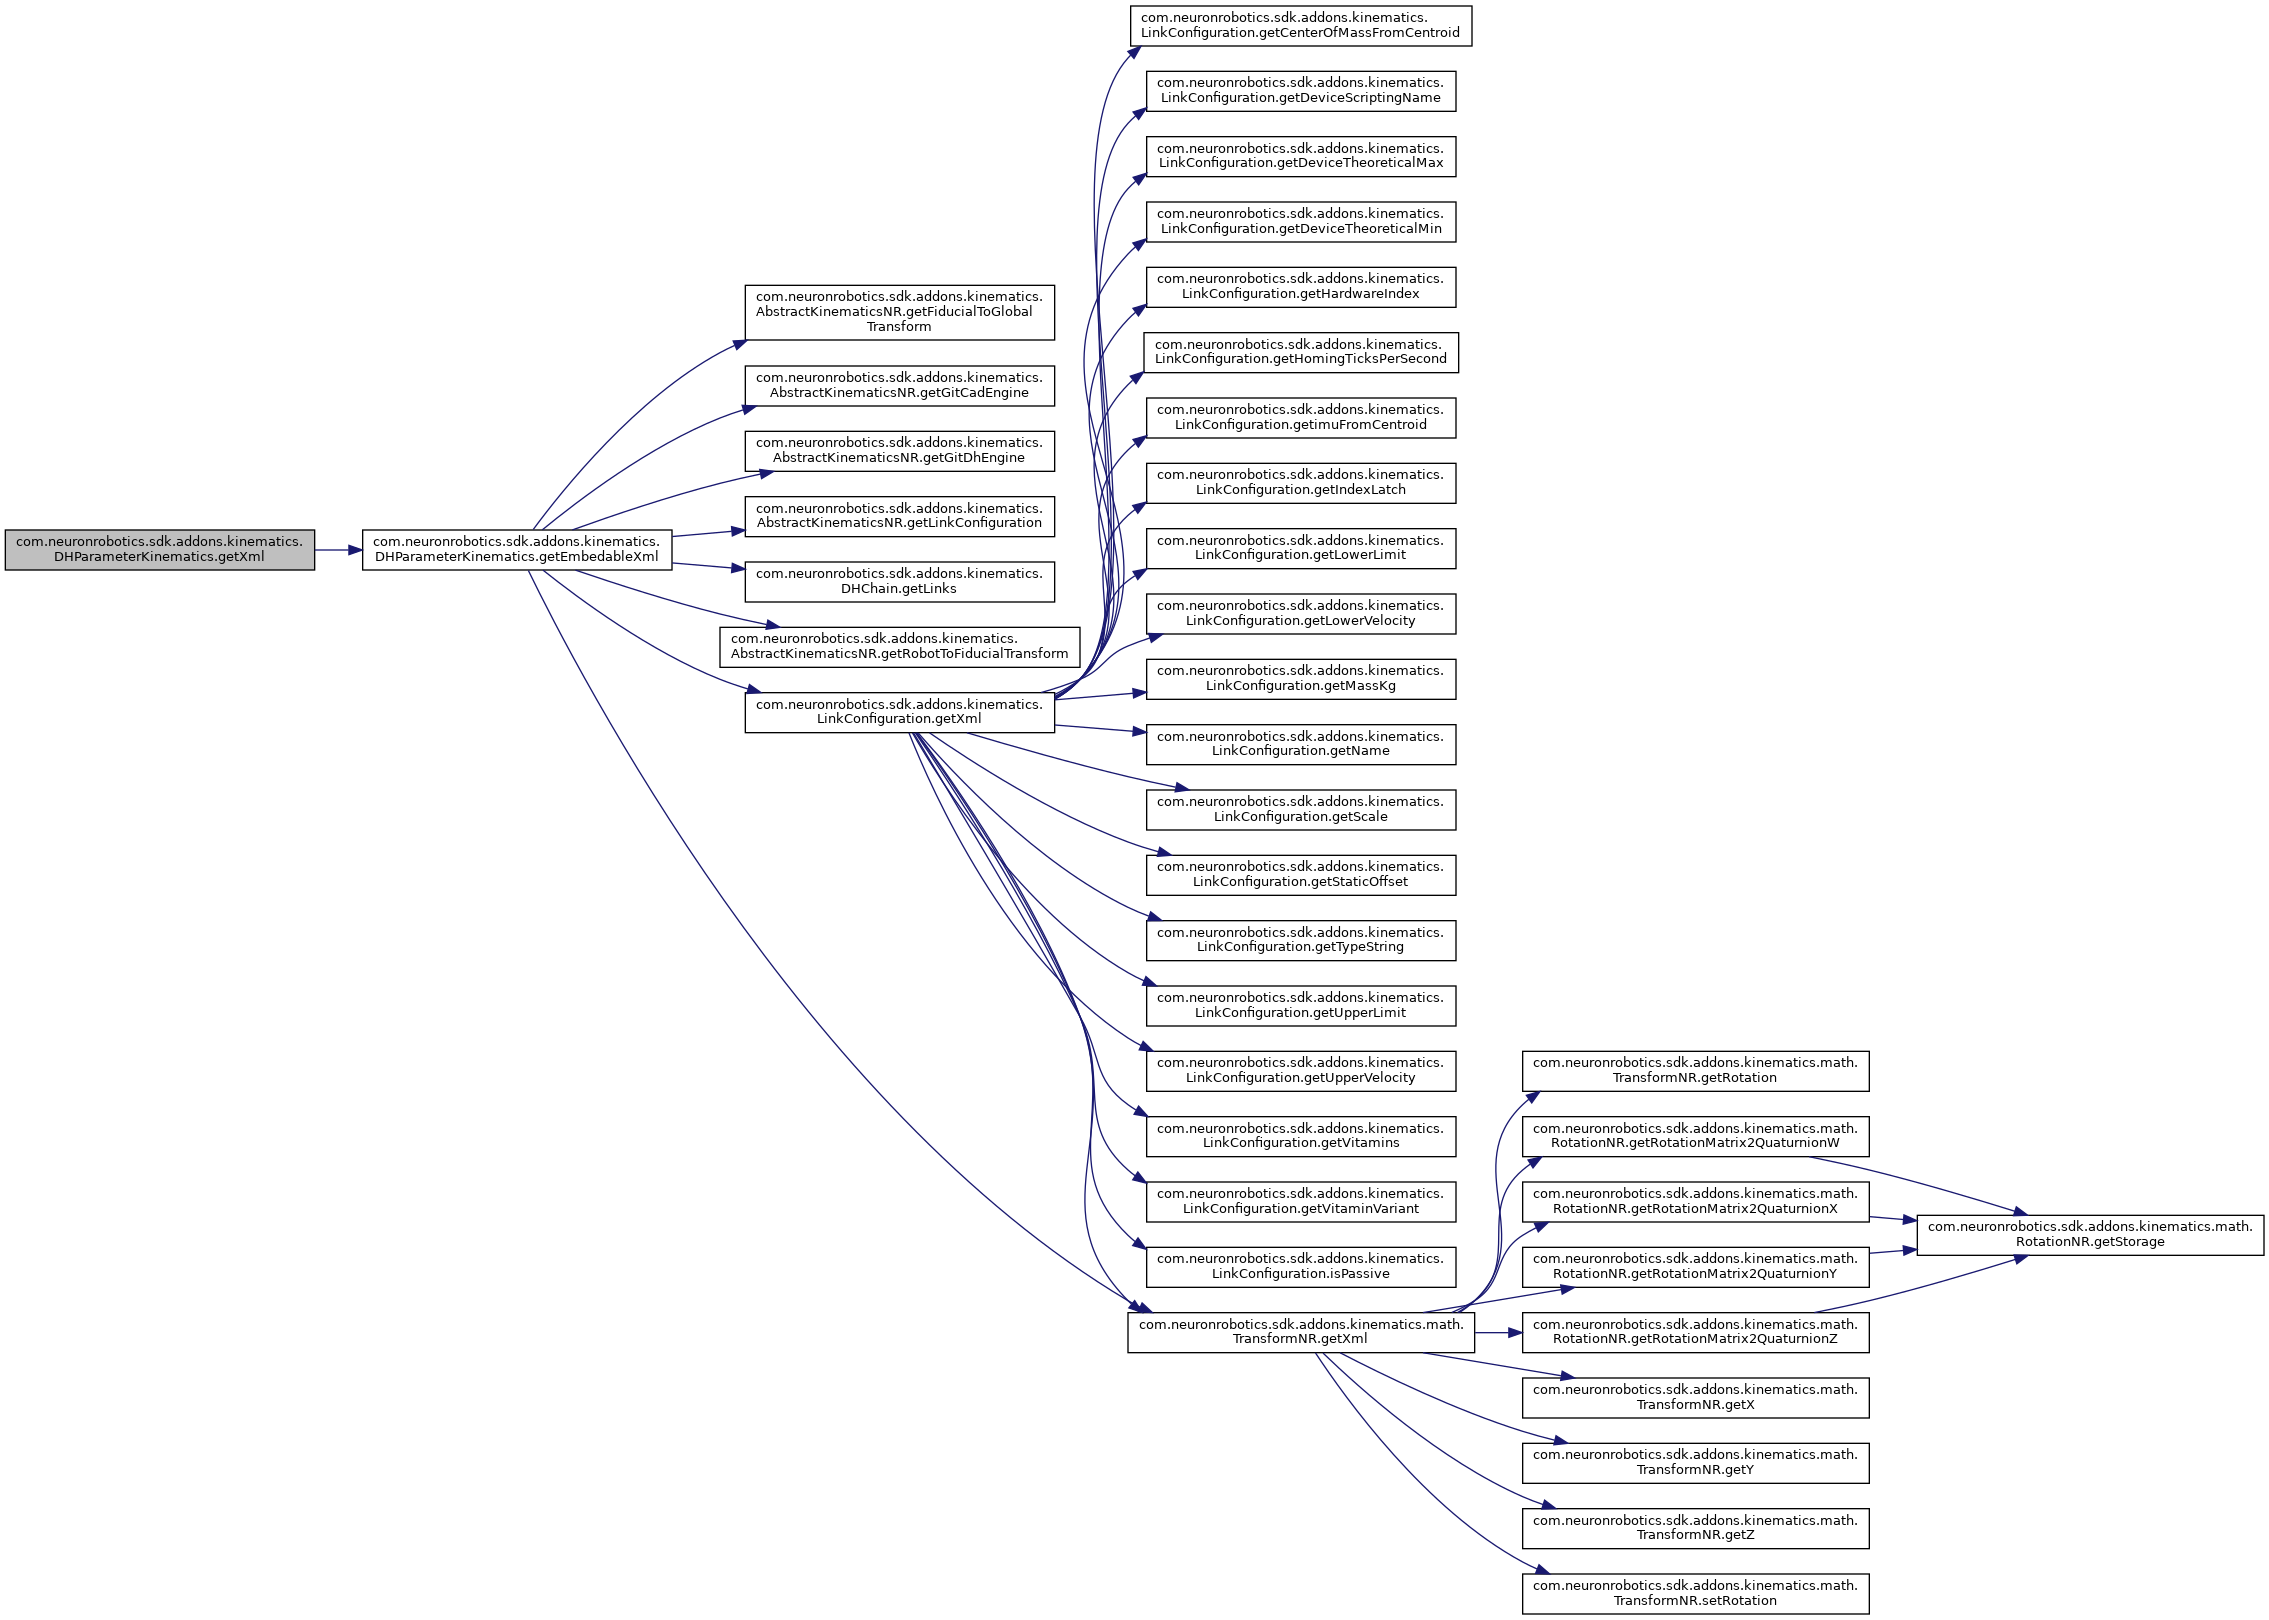 com.neuronrobotics.sdk.addons.kinematics.
DHParameterKinematics.getXml
com.neuronrobotics.sdk.addons.kinematics.
DHParameterKinematics.getEmbedableXml
com.neuronrobotics.sdk.addons.kinematics.
AbstractKinematicsNR.getFiducialToGlobal
Transform
com.neuronrobotics.sdk.addons.kinematics.
AbstractKinematicsNR.getGitCadEngine
com.neuronrobotics.sdk.addons.kinematics.
AbstractKinematicsNR.getGitDhEngine
com.neuronrobotics.sdk.addons.kinematics.
AbstractKinematicsNR.getLinkConfiguration
com.neuronrobotics.sdk.addons.kinematics.
DHChain.getLinks
com.neuronrobotics.sdk.addons.kinematics.
AbstractKinematicsNR.getRobotToFiducialTransform
com.neuronrobotics.sdk.addons.kinematics.
LinkConfiguration.getXml
com.neuronrobotics.sdk.addons.kinematics.
LinkConfiguration.getCenterOfMassFromCentroid
com.neuronrobotics.sdk.addons.kinematics.
LinkConfiguration.getDeviceScriptingName
com.neuronrobotics.sdk.addons.kinematics.
LinkConfiguration.getDeviceTheoreticalMax
com.neuronrobotics.sdk.addons.kinematics.
LinkConfiguration.getDeviceTheoreticalMin
com.neuronrobotics.sdk.addons.kinematics.
LinkConfiguration.getHardwareIndex
com.neuronrobotics.sdk.addons.kinematics.
LinkConfiguration.getHomingTicksPerSecond
com.neuronrobotics.sdk.addons.kinematics.
LinkConfiguration.getimuFromCentroid
com.neuronrobotics.sdk.addons.kinematics.
LinkConfiguration.getIndexLatch
com.neuronrobotics.sdk.addons.kinematics.
LinkConfiguration.getLowerLimit
com.neuronrobotics.sdk.addons.kinematics.
LinkConfiguration.getLowerVelocity
com.neuronrobotics.sdk.addons.kinematics.
LinkConfiguration.getMassKg
com.neuronrobotics.sdk.addons.kinematics.
LinkConfiguration.getName
com.neuronrobotics.sdk.addons.kinematics.
LinkConfiguration.getScale
com.neuronrobotics.sdk.addons.kinematics.
LinkConfiguration.getStaticOffset
com.neuronrobotics.sdk.addons.kinematics.
LinkConfiguration.getTypeString
com.neuronrobotics.sdk.addons.kinematics.
LinkConfiguration.getUpperLimit
com.neuronrobotics.sdk.addons.kinematics.
LinkConfiguration.getUpperVelocity
com.neuronrobotics.sdk.addons.kinematics.
LinkConfiguration.getVitamins
com.neuronrobotics.sdk.addons.kinematics.
LinkConfiguration.getVitaminVariant
com.neuronrobotics.sdk.addons.kinematics.
LinkConfiguration.isPassive
com.neuronrobotics.sdk.addons.kinematics.math.
TransformNR.getXml
com.neuronrobotics.sdk.addons.kinematics.math.
TransformNR.getRotation
com.neuronrobotics.sdk.addons.kinematics.math.
RotationNR.getRotationMatrix2QuaturnionW
com.neuronrobotics.sdk.addons.kinematics.math.
RotationNR.getRotationMatrix2QuaturnionX
com.neuronrobotics.sdk.addons.kinematics.math.
RotationNR.getRotationMatrix2QuaturnionY
com.neuronrobotics.sdk.addons.kinematics.math.
RotationNR.getRotationMatrix2QuaturnionZ
com.neuronrobotics.sdk.addons.kinematics.math.
TransformNR.getX
com.neuronrobotics.sdk.addons.kinematics.math.
TransformNR.getY
com.neuronrobotics.sdk.addons.kinematics.math.
TransformNR.getZ
com.neuronrobotics.sdk.addons.kinematics.math.
TransformNR.setRotation
com.neuronrobotics.sdk.addons.kinematics.math.
RotationNR.getStorage